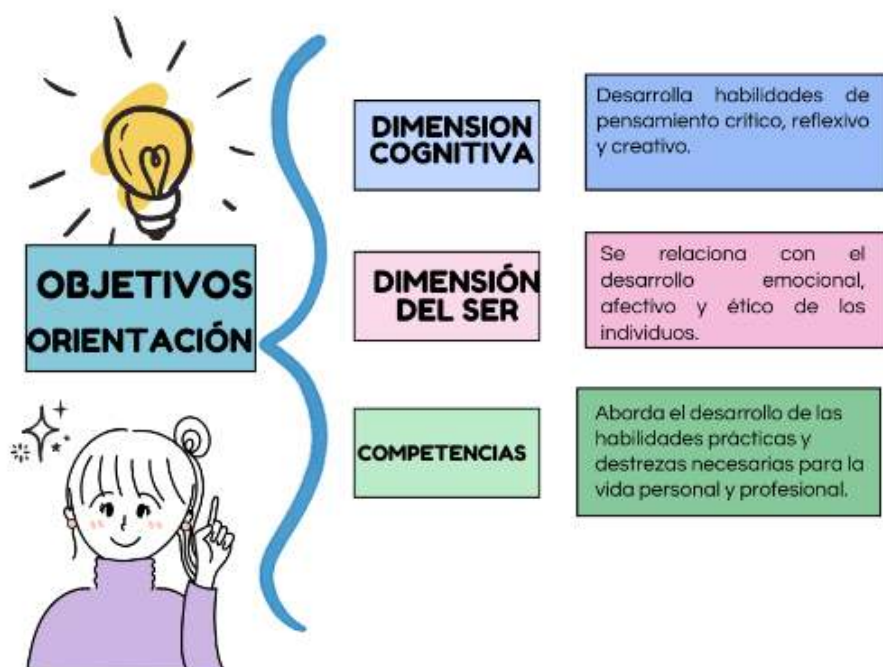 OBJETIVOS
ORIENTACIÓN
DIMENSION
COGNITIVA
Desarrolla habilidades de
pensamiento crítico, reflexivo
y creativo.
DIMENSIÓN
DEL SER
Se relaciona con el
desarrollo emocional,
afectivo y ético de los
individuos.
COMPETENCIAS
Aborda el desarrollo de las
habilidades prácticas y
destrezas necesarias para la
vida personal y profesional.